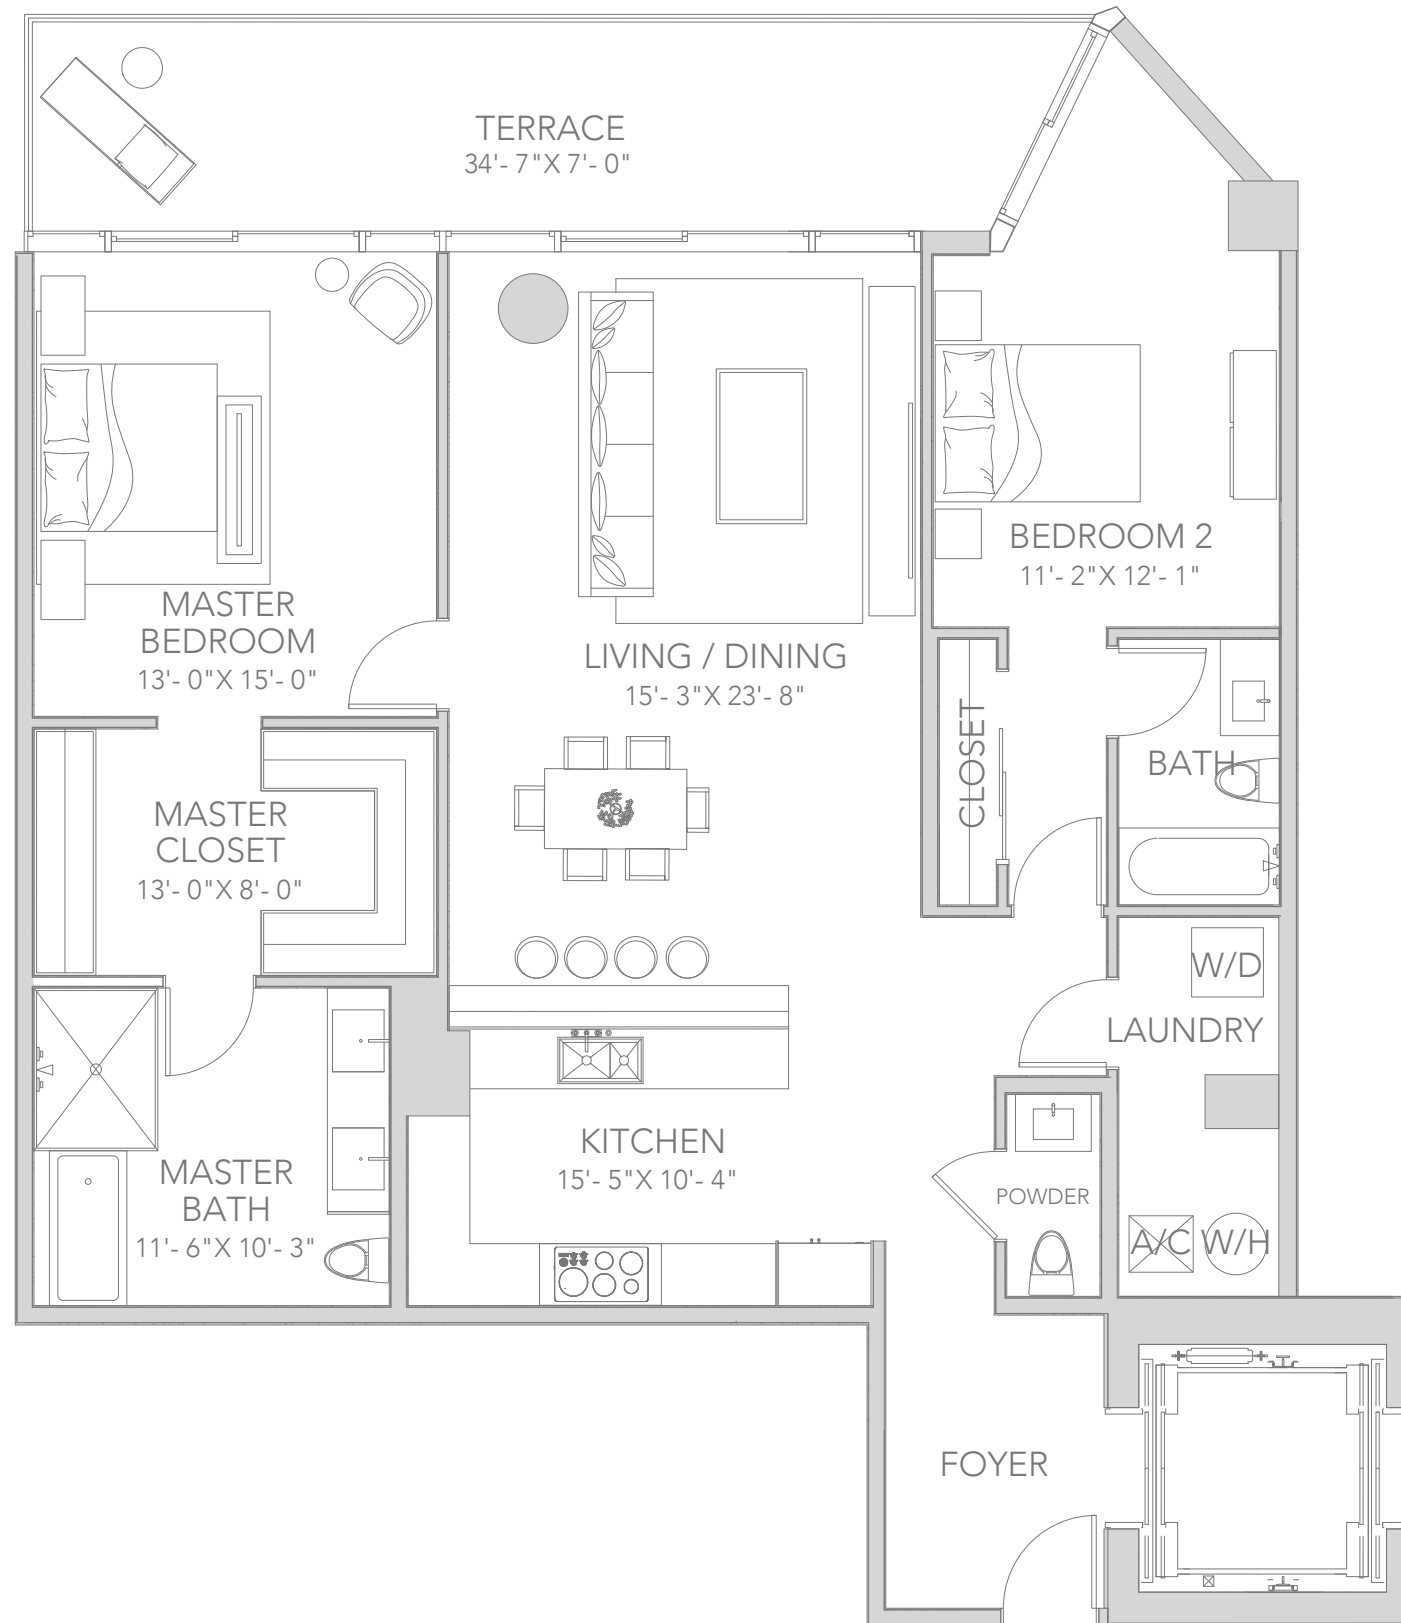 TERRACE
34'- 7"X 7'- 0"
BEDROOM 2
11'- 2"X 12'- 1"
MASTER
BEDROOM
13'- 0"X 15'- 0"
LIVING / DINING
15'- 3"X 23'- 8"
CLOSET
BATH
MASTER
CLOSET
13'- 0"X 8'- 0"
W/D
LAUNDRY
KITCHEN
15'- 5"X 10'- 4"
MASTER
BATH
11'- 6"X 10'- 3"
POWDER
A/C W/H
FOYER